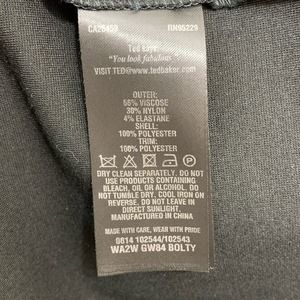 CA26459 RN95229
Ted says
"You look fabulous"
VISIT TED@WWW.TEDBAKER.COM
OUTER:
56% VISCOSE
30% NYLON
4% ELASTANE
SHELL:
100% POLYESTER
TRIM:
100% POLYESTER
DRY CLEAN SEPARATELY. DO NOT
USE PRODUCTS CONTAINING
BLEACH, OIL OR ALCOHOL. DO
NOT TUMBLE DRY. COOL IRON ON
REVERSE. DO NOT LEAVE IN
DIRECT SUNLIGHT.
MANUFACTURED IN CHINA
MADE WITH CARE, WEAR WITH PRIDE
0814 102544/102543
WA2W GW84 BOLTY